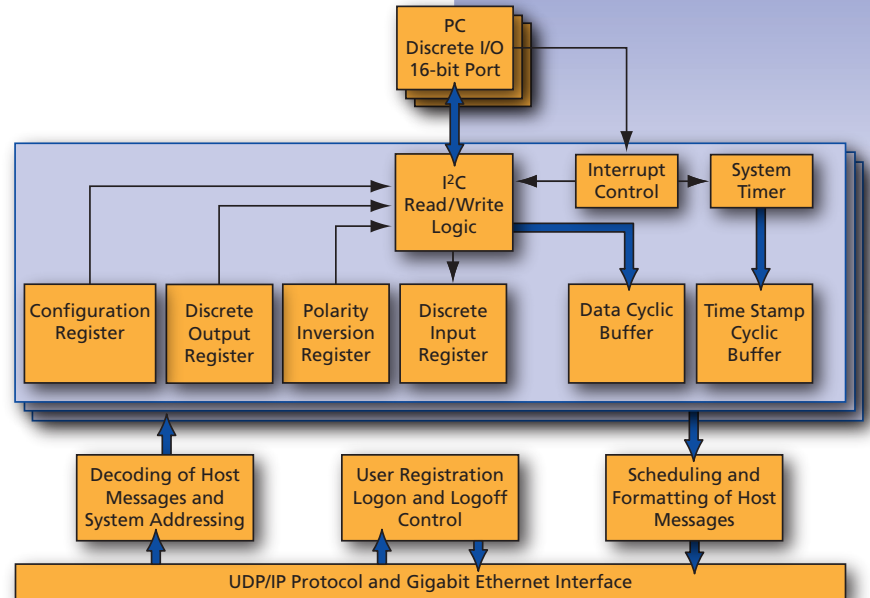 PC
Discrete I/O
16-bit Port
I²C
Read/Write
Logic
Interrupt
Control
System
Timer
Configuration
Register
Discrete
Output
Register
Polarity
Inversion
Register
Discrete
Input
Register
Data Cyclic
Buffer
Time Stamp
Cyclic
Buffer
Decoding of Host
Messages and
System Addressing
User Registration
Logon and Logoff
Control
Scheduling and
Formatting of Host
Messages
UDP/IP Protocol and Gigabit Ethernet Interface